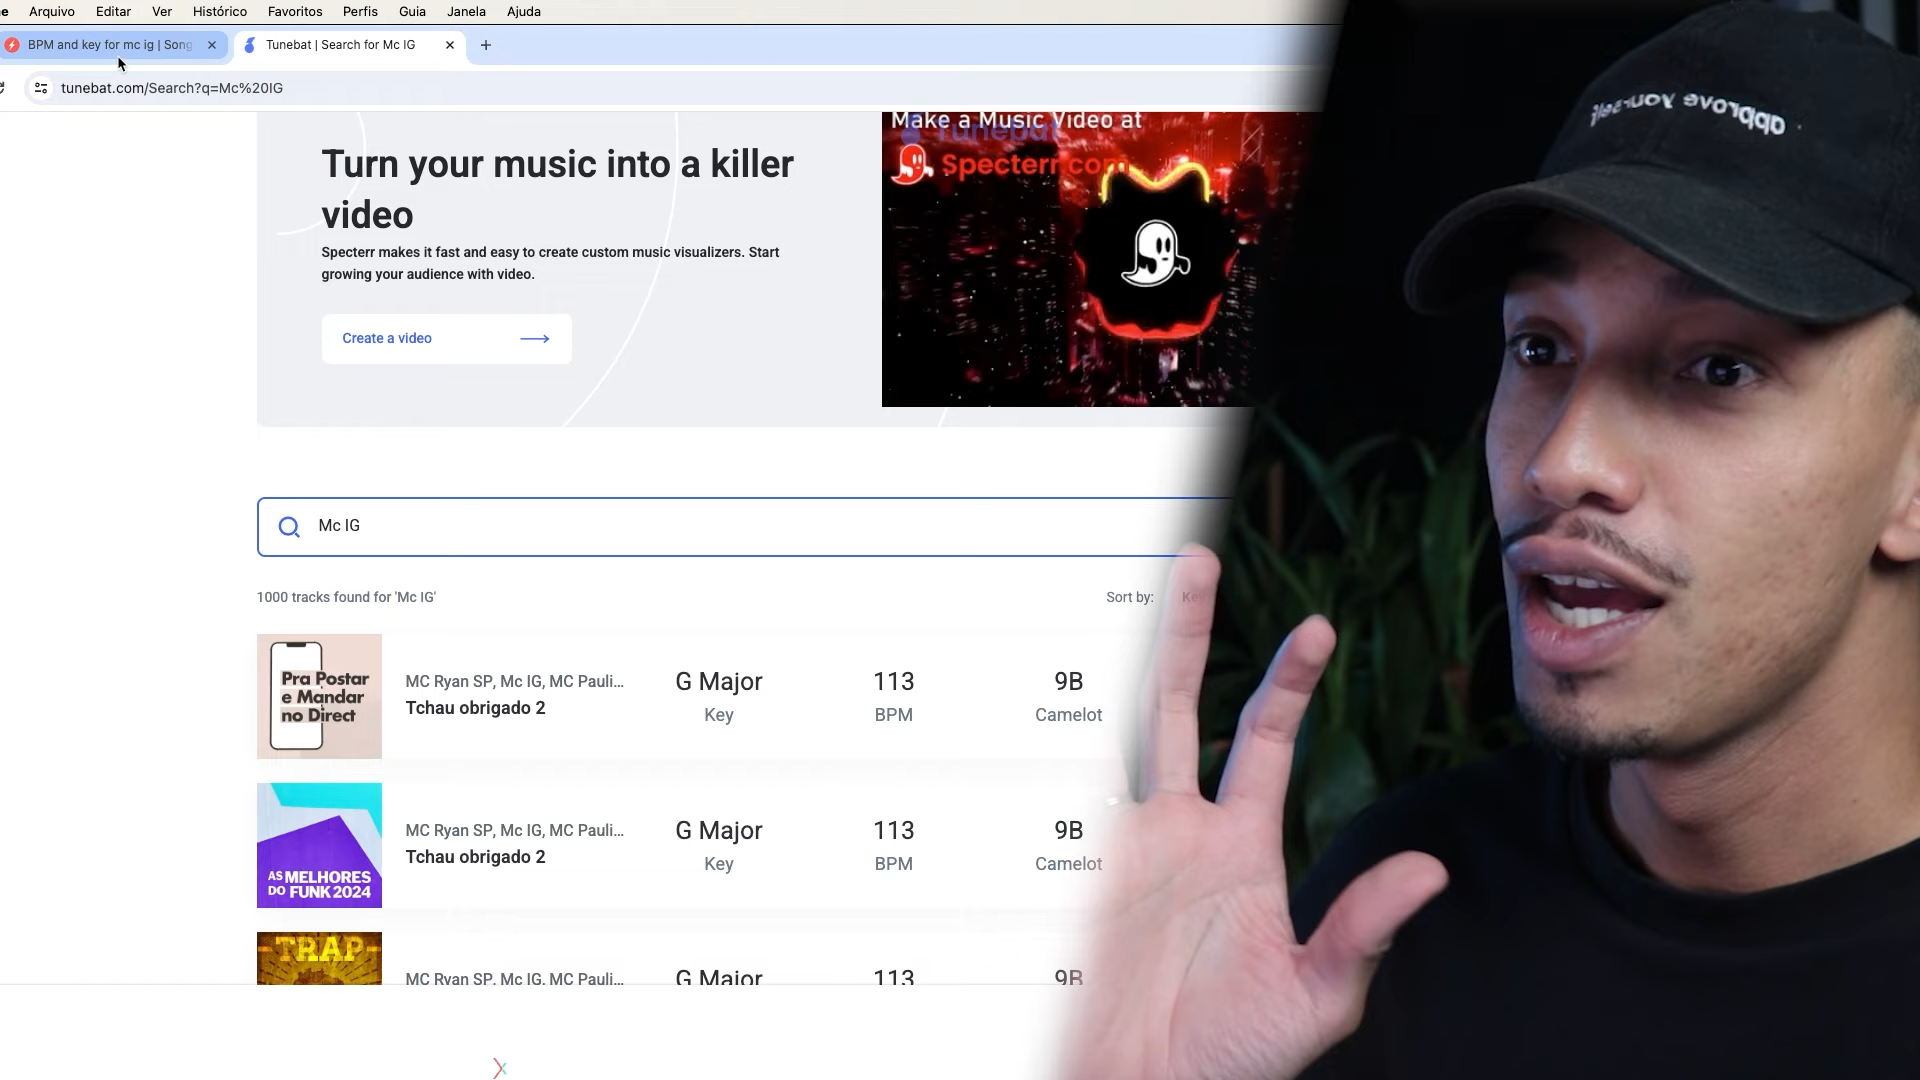 Arquivo Editar Ver Histórico Favoritos Perfis Guia Janela Ajuda
BPM and key for mc ig | Song
Tunebat | Search for Mc IG
tunebat.com/Search?q=Mc%20IG
Turn your music into a killer
video
Specterr makes it fast and easy to create custom music visualizers. Start
growing your audience with video.
Create a video
Make a Music Video at
Tunebat
Specterr.com
approve yourself
Mc IG
1000 tracks found for 'Mc IG'
Sort by:
Pra Postar
e Mandar
no Direct
MC Ryan SP, Mc IG, MC Pauli...
Tchau obrigado 2
G Major
Key
113
BPM
9B
Camelot
AS MELHORES
DO FUNK 2024
MC Ryan SP, Mc IG, MC Pauli...
Tchau obrigado 2
G Major
Key
113
BPM
9B
Camelot
TRAP
MC Ryan SP, Mc IG, MC Pauli...
G Major
113
9B